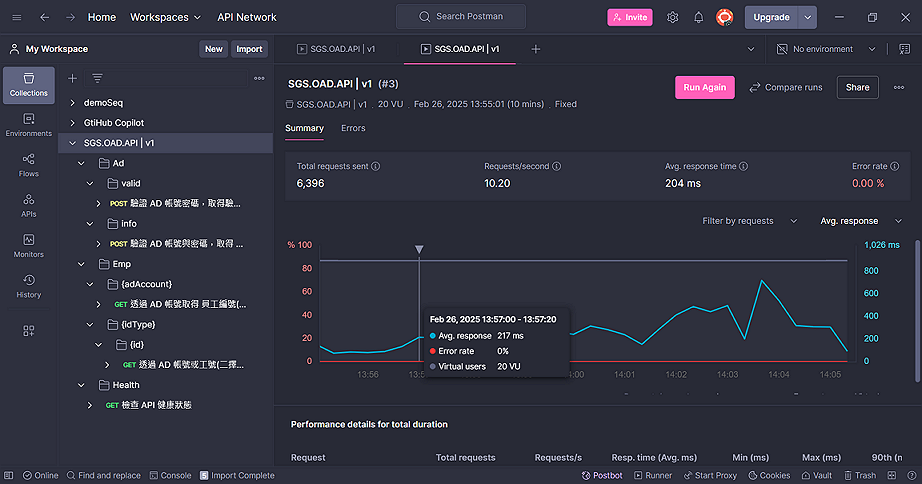 Home Workspaces API Network Search Postman Invite Upgrade
My Workspace New Import SGS.OAD.API | v1 SGS.OAD.API | v1 No environment
Collections
Environments
Flows
APIs
Monitors
History
demoSeq
GtiHub Copilot
SGS.OAD.API | v1
Ad
valid
POST 驗證 AD 帳號密碼，取得驗...
info
POST 驗證 AD 帳號與密碼，取得 ...
Emp
{adAccount}
GET 透過 AD 帳號取得 員工編號(...
{idType}
{id}
GET 透過 AD 帳號或工號(二擇...
Health
GET 檢查 API 健康狀態
SGS.OAD.API | v1 (#3) Run Again Compare runs Share
SGS.OAD.API | v1 20 VU Feb 26, 2025 13:55:01 (10 mins) Fixed
Summary Errors
Total requests sent Requests/second Avg. response time Error rate
6,396 10.20 204 ms 0.00 %
Filter by requests Avg. response
% 100 1,026 ms
80 800
60 600
40 400
20 200
0 0
Feb 26, 2025 13:57:00 - 13:57:20
Avg. response 217 ms
Error rate 0%
Virtual users 20 VU
13:56 14:00 14:01 14:02 14:03 14:04 14:05
Performance details for total duration
Request Total requests Requests/s Resp. time (Avg. ms) Min (ms) Max (ms) 90th (
Online Find and replace Console Import Complete Postbot Runner Start Proxy Cookies Vault Trash